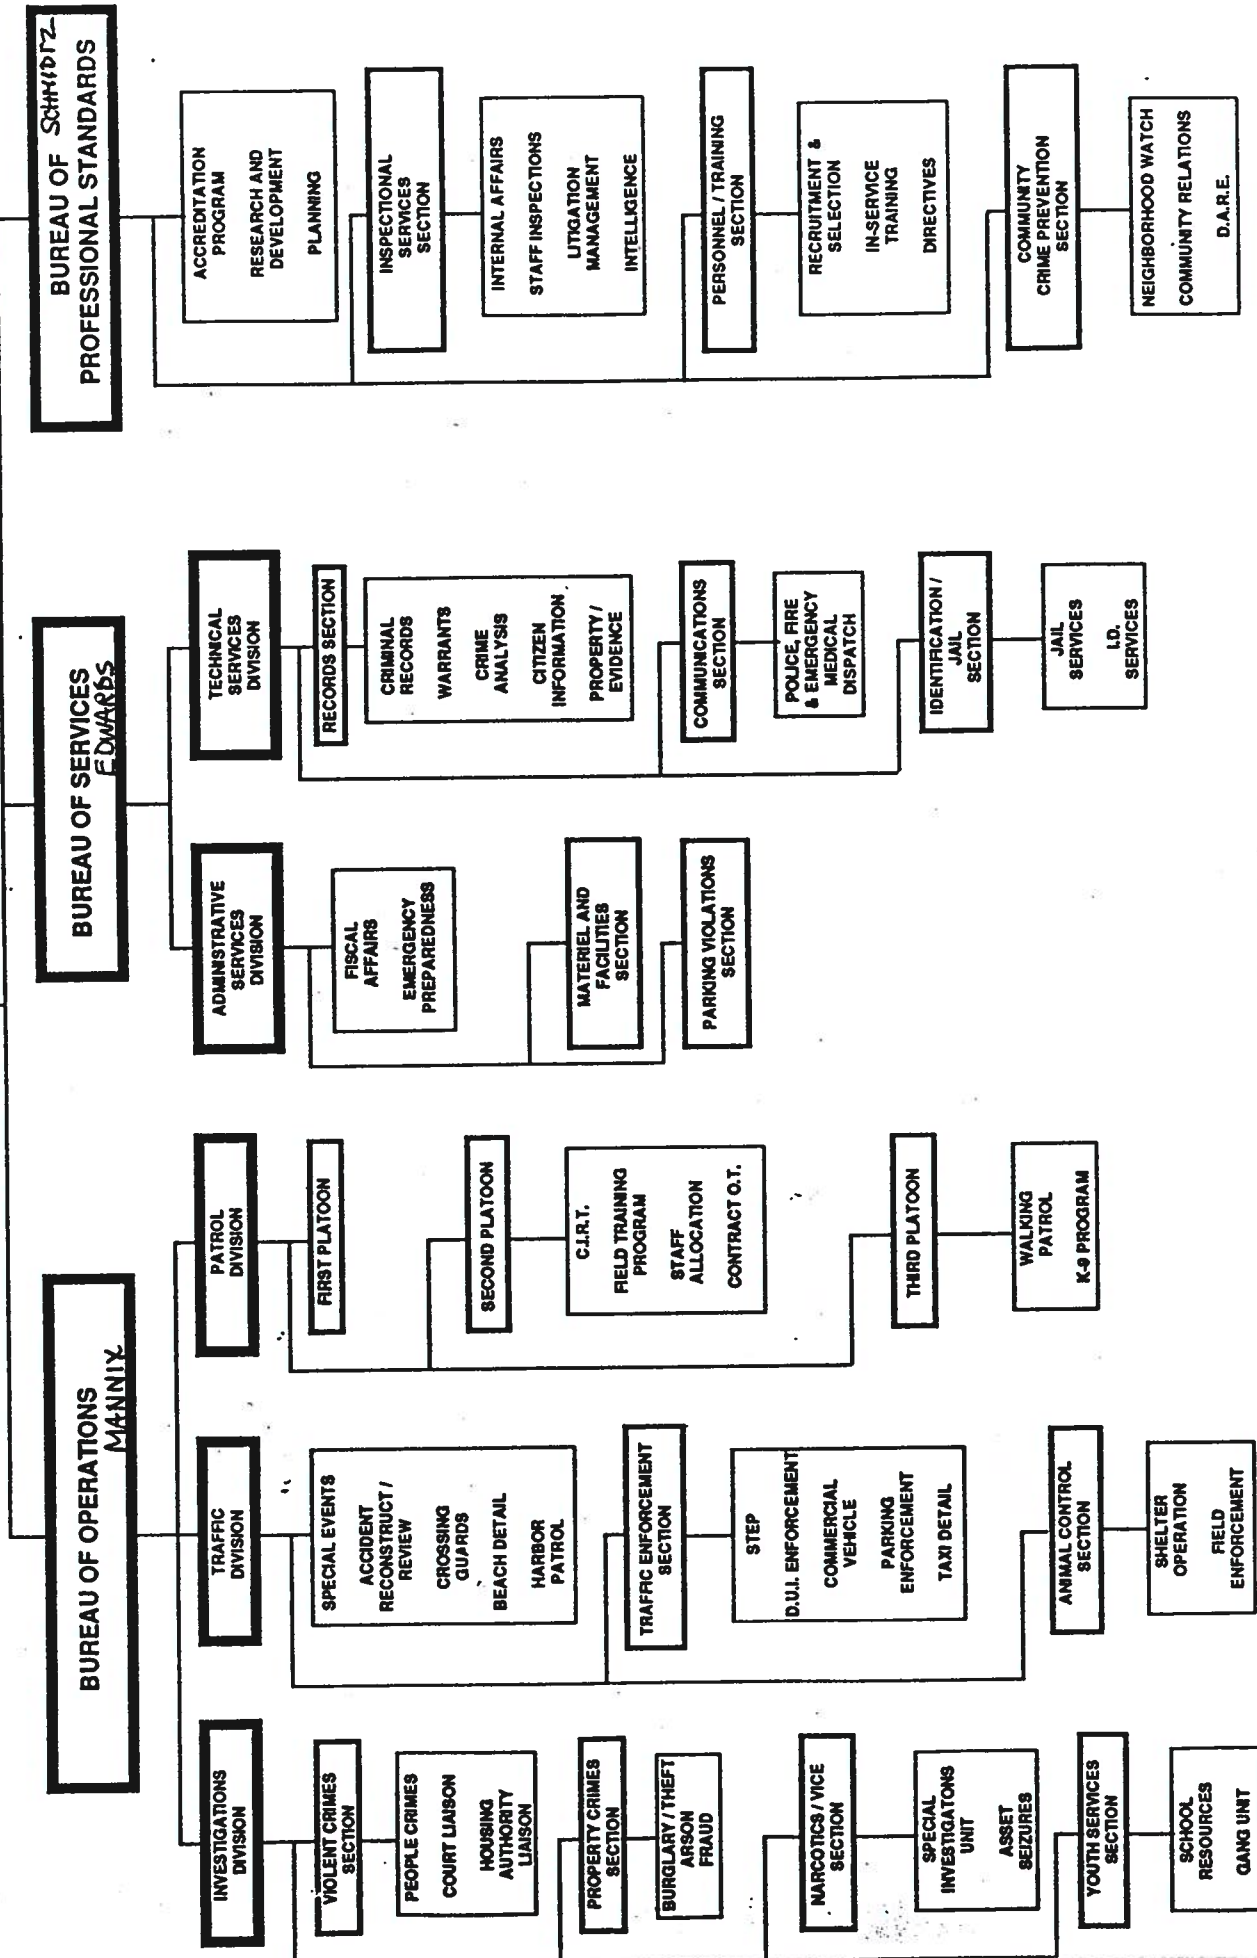 BUREAU OF OPERATIONS
MANNIX
INVESTIGATIONS
DIVISION
VIOLENT CRIMES
SECTION
PEOPLE CRIMES
COURT LIAISON
HOUSING
AUTHORITY
LIAISON
PROPERTY CRIMES
SECTION
BURGLARY / THEFT
ARSON
FRAUD
NARCOTICS / VICE
SECTION
SPECIAL
INVESTIGATONS
UNIT
ASSET
SEIZURES
YOUTH SERVICES
SECTION
SCHOOL
RESOURCES
GANG UNIT
TRAFFIC
DIVISION
SPECIAL EVENTS
ACCIDENT
RECONSTRUCT /
REVIEW
CROSSING
GUARDS
BEACH DETAIL
HARBOR
PATROL
TRAFFIC ENFORCEMENT
SECTION
STEP
D.U.I. ENFORCEMENT
COMMERCIAL
VEHICLE
PARKING
ENFORCEMENT
TAXI DETAIL
ANIMAL CONTROL
SECTION
SHELTER
OPERATION
FIELD
ENFORCEMENT
PATROL
DIVISION
FIRST PLATOON
SECOND PLATOON
C.I.R.T.
FIELD TRAINING
PROGRAM
STAFF
ALLOCATION
CONTRACT O.T.
THIRD PLATOON
WALKING
PATROL
K-9 PROGRAM
BUREAU OF SERVICES
EDWARDS
ADMINISTRATIVE
SERVICES
DIVISION
FISCAL
AFFAIRS
EMERGENCY
PREPAREDNESS
MATERIEL AND
FACILITIES
SECTION
PARKING VIOLATIONS
SECTION
TECHNICAL
SERVICES
DIVISION
RECORDS SECTION
CRIMINAL
RECORDS
WARRANTS
CRIME
ANALYSIS
CITIZEN
INFORMATION
PROPERTY /
EVIDENCE
COMMUNICATIONS
SECTION
POLICE, FIRE
& EMERGENCY
MEDICAL
DISPATCH
IDENTIFICATION /
JAIL
SECTION
JAIL
SERVICES
I.D.
SERVICES
BUREAU OF
PROFESSIONAL STANDARDS
ACCREDITATION
PROGRAM
RESEARCH AND
DEVELOPMENT
PLANNING
INSPECTIONAL
SERVICES
SECTION
INTERNAL AFFAIRS
STAFF INSPECTIONS
LITIGATION
MANAGEMENT
INTELLIGENCE
PERSONNEL / TRAINING
SECTION
RECRUITMENT &
SELECTION
IN-SERVICE
TRAINING
DIRECTIVES
COMMUNITY
CRIME PREVENTION
SECTION
NEIGHBORHOOD WATCH
COMMUNITY RELATIONS
D.A.R.E.